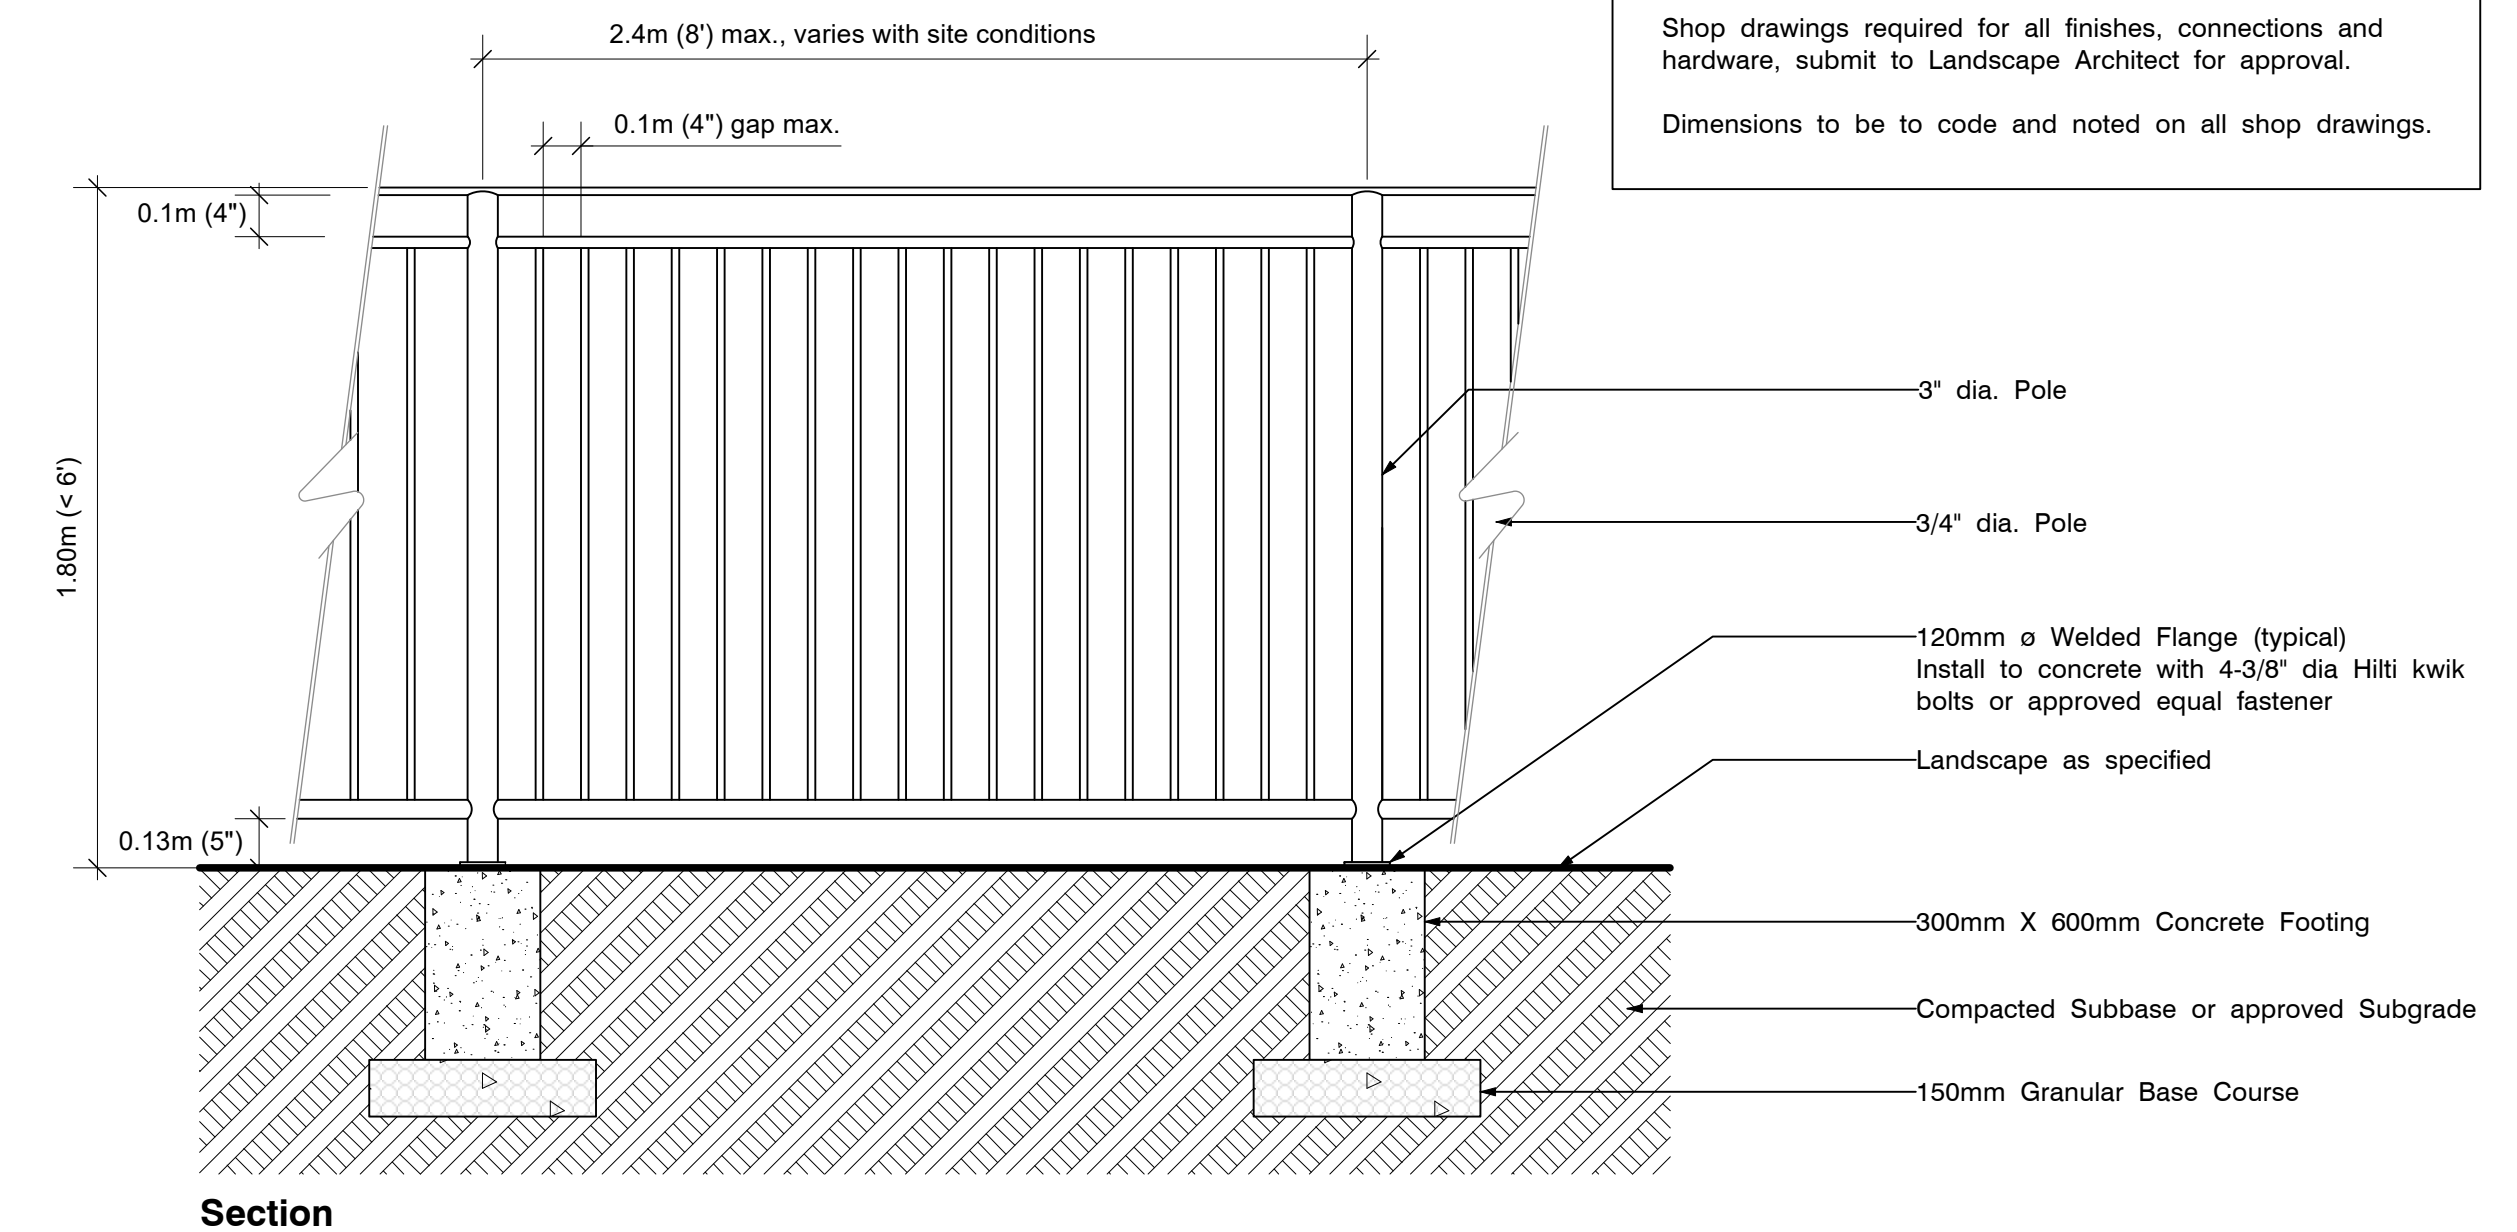 2.4m (8') max., varies with site conditions
0.1m (4") gap max.
0.1m (4")
1.80m (< 6')
0.13m (5")
Shop drawings required for all finishes, connections and
hardware, submit to Landscape Architect for approval.
Dimensions to be to code and noted on all shop drawings.
3" dia. Pole
3/4" dia. Pole
120mm ø Welded Flange (typical)
Install to concrete with 4-3/8" dia Hilti kwik
bolts or approved equal fastener
Landscape as specified
300mm X 600mm Concrete Footing
Compacted Subbase or approved Subgrade
150mm Granular Base Course
Section